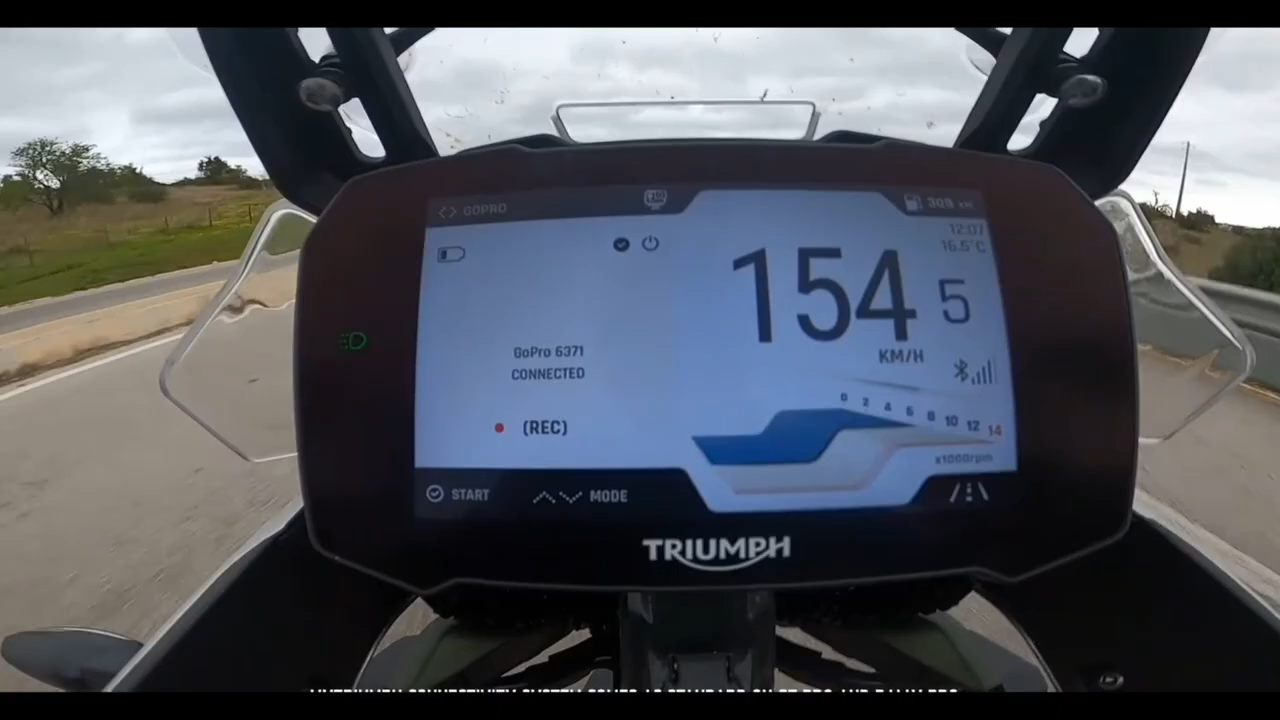 GOPRO
309 KM
12:07
16.5°C
154 5
KM/H
GoPro 6371
CONNECTED
(REC)
0 2 4 6 8 10 12 14
x1000rpm
START MODE
TRIUMPH